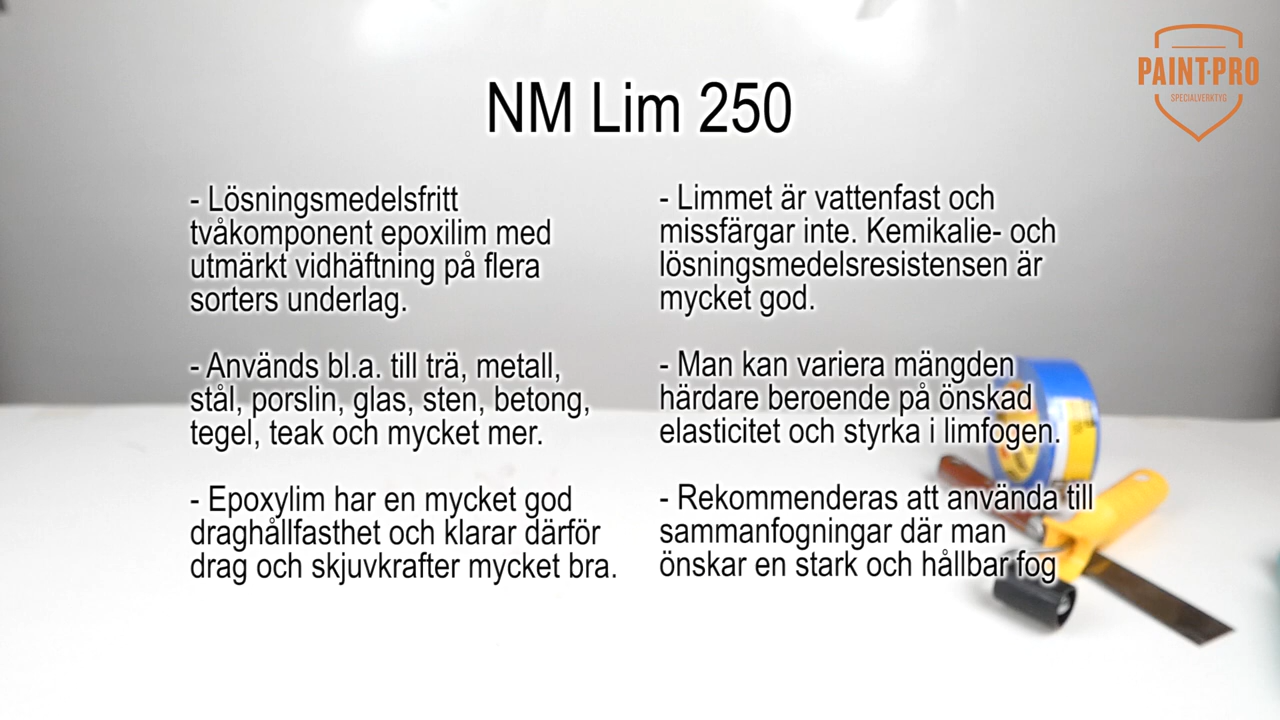 PAINT·PRO
SPECIALVERKTYG
NM Lim 250
- Lösningsmedelsfritt
tvåkomponent epoxilim med
utmärkt vidhäftning på flera
sorters underlag.
- Används bl.a. till trä, metall,
stål, porslin, glas, sten, betong,
tegel, teak och mycket mer.
- Epoxylim har en mycket god
draghållfasthet och klarar därför
drag och skjuvkrafter mycket bra.
- Limmet är vattenfast och
missfärgar inte. Kemikalie- och
lösningsmedelsresistensen är
mycket god.
- Man kan variera mängden
härdare beroende på önskad
elasticitet och styrka i limfogen.
- Rekommenderas att använda till
sammanfogningar där man
önskar en stark och hållbar fog